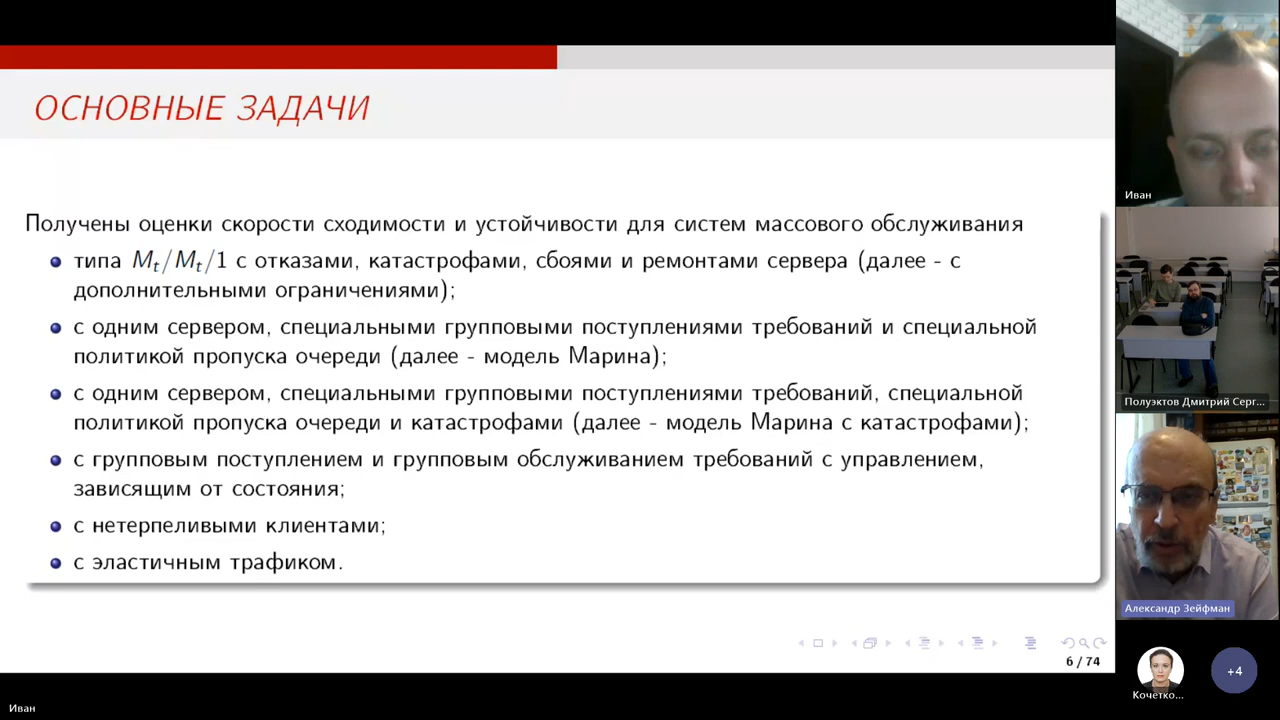 ОСНОВНЫЕ ЗАДАЧИ
Получены оценки скорости сходимости и устойчивости для систем массового обслуживания
типа Mt/Mt/1 с отказами, катастрофами, сбоями и ремонтами сервера (далее - с
дополнительными ограничениями);
с одним сервером, специальными групповыми поступлениями требований и специальной
политикой пропуска очереди (далее - модель Марина);
с одним сервером, специальными групповыми поступлениями требований, специальной
политикой пропуска очереди и катастрофами (далее - модель Марина с катастрофами);
с групповым поступлением и групповым обслуживанием требований с управлением,
зависящим от состояния;
с нетерпеливыми клиентами;
с эластичным трафиком.
6 / 74
Иван
Иван
Полуэктов Дмитрий Серг...
Александр Зейфман
Кочетко...
+4